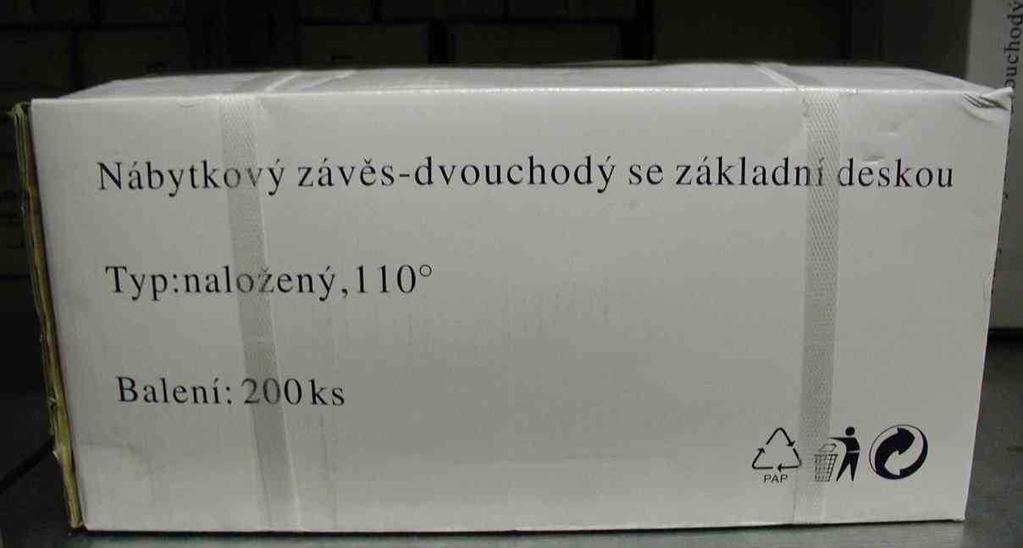 Nábytkový závěs-dvouchodý se základní deskou
Typ:naložený,110°
Balení: 200ks
PAP